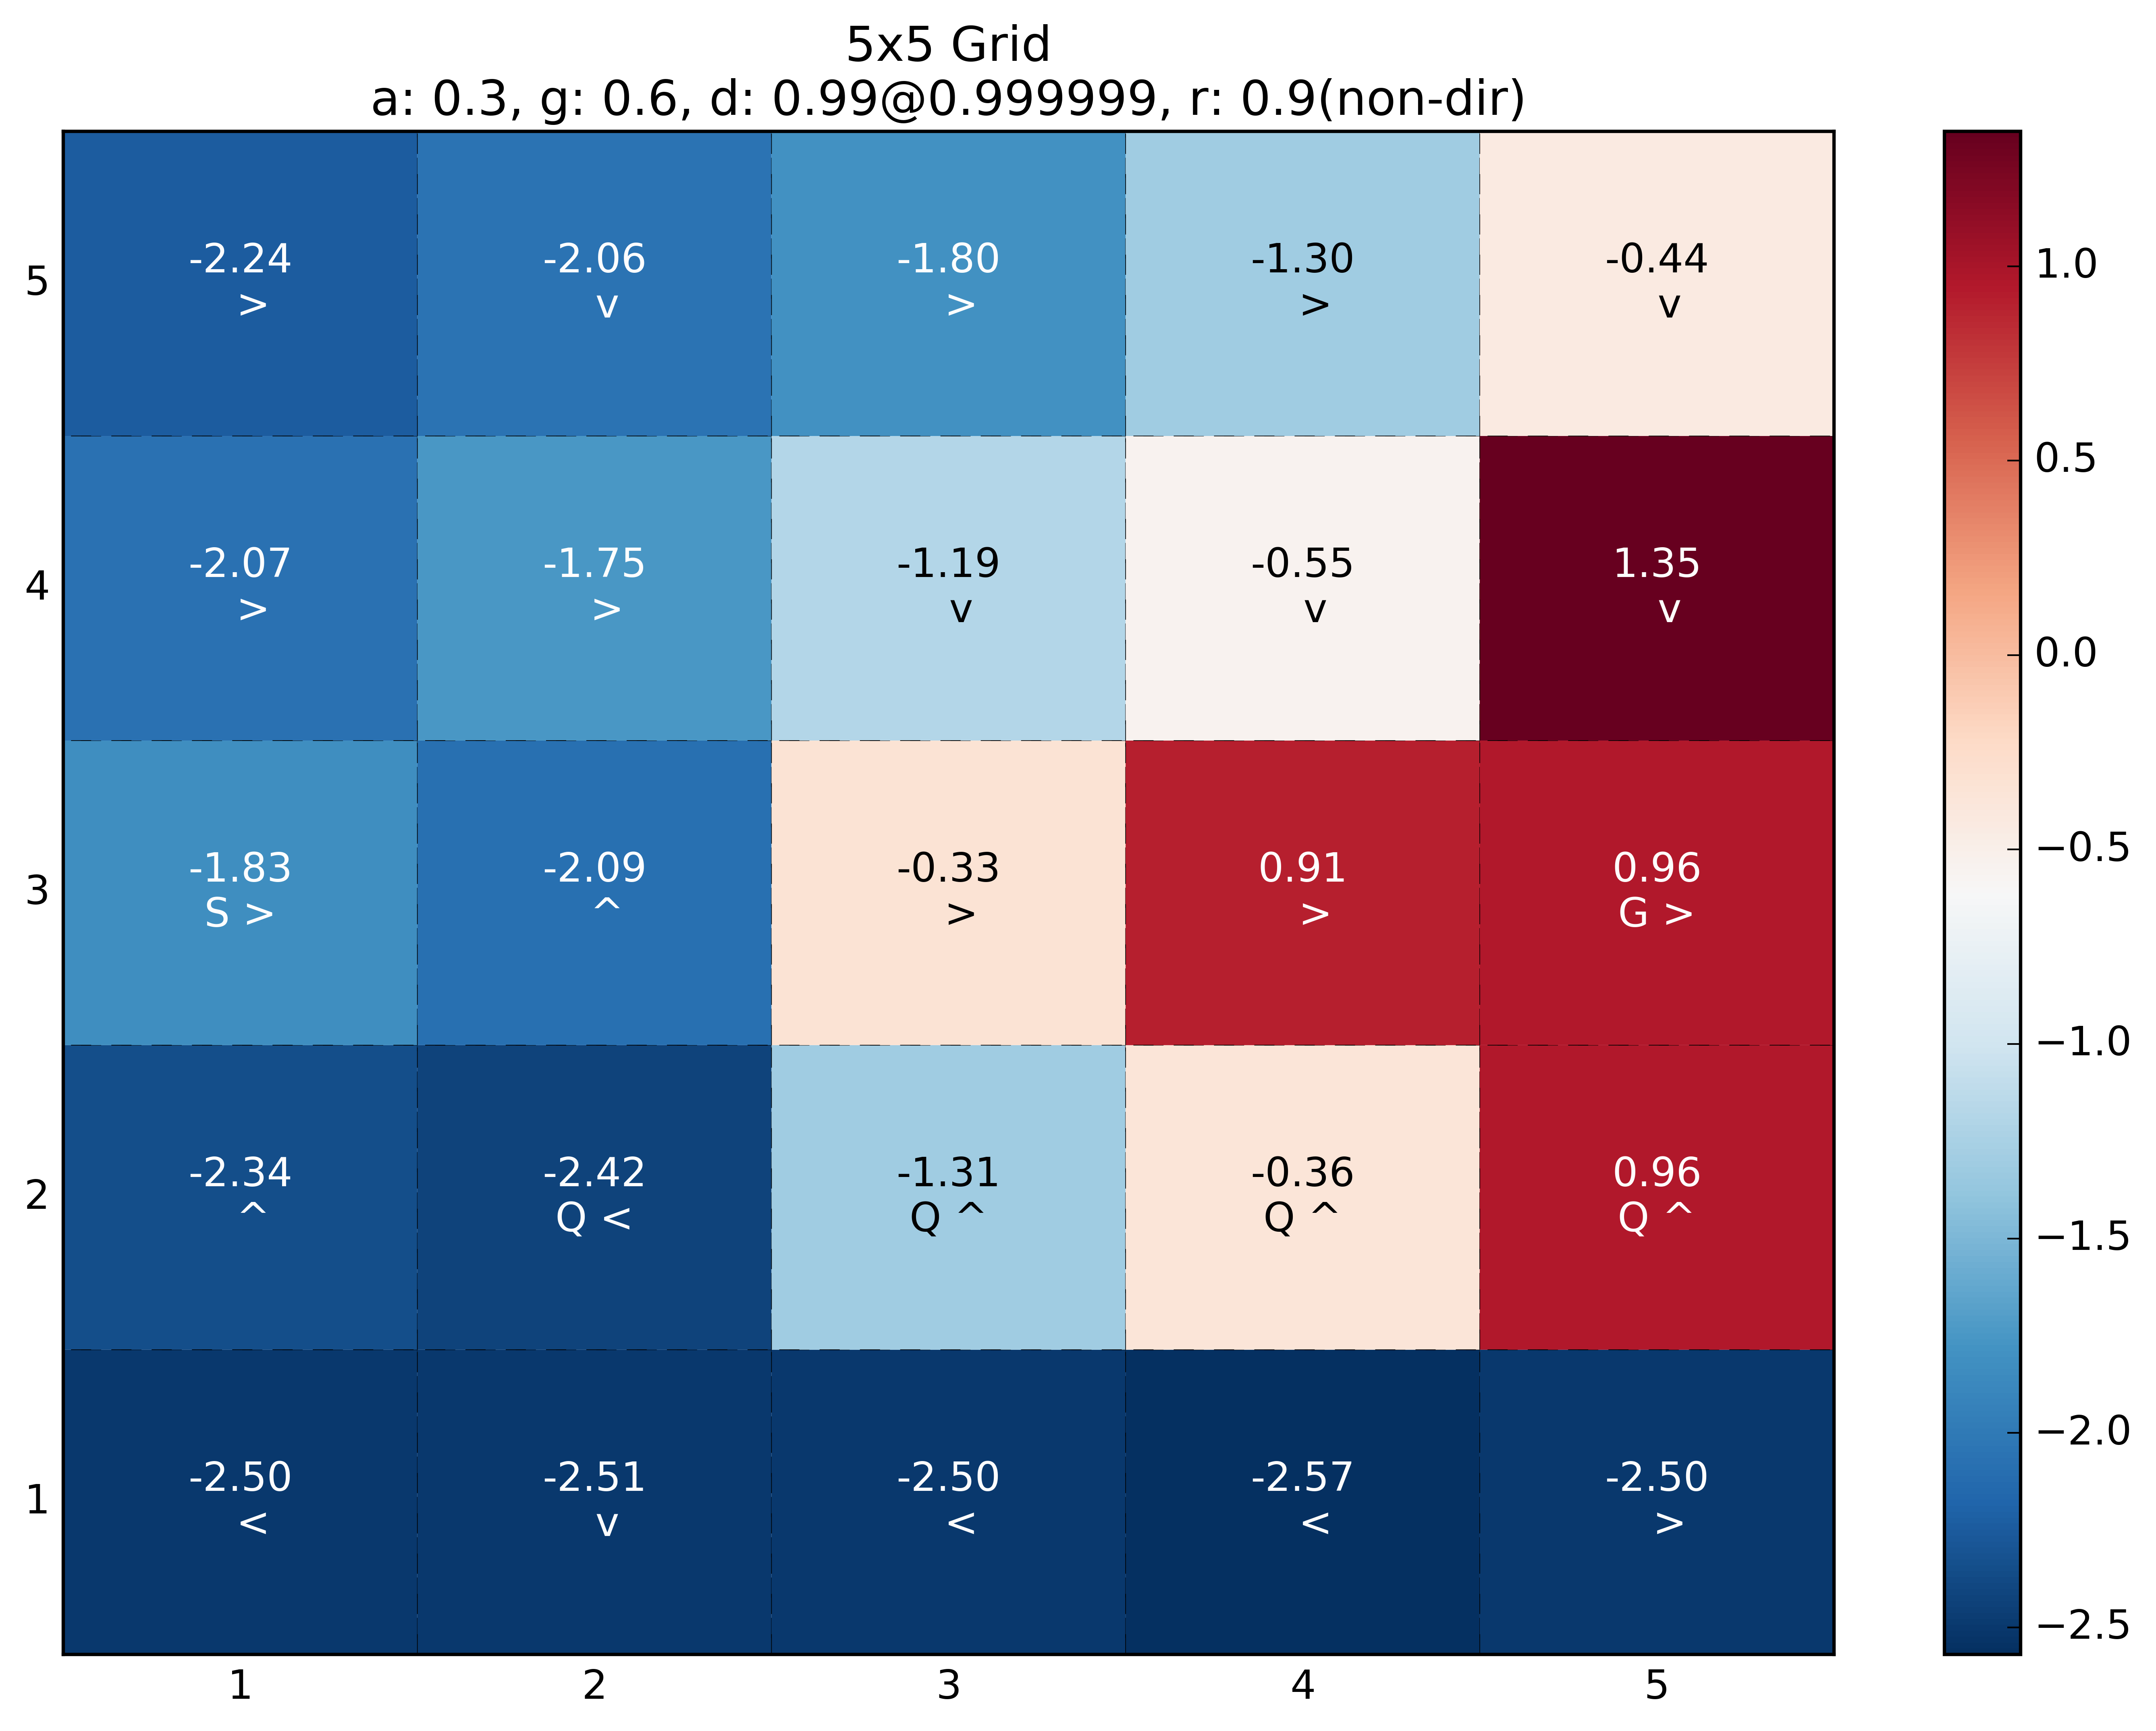 5x5 Grid
a: 0.3, g: 0.6, d: 0.99@0.999999, r: 0.9(non-dir)
5
-2.24 -2.06 -1.80 -1.30 -0.44
> v > > v
4
-2.07 -1.75 -1.19 -0.55 1.35
> > v v v
3
-1.83 -2.09 -0.33 0.91 0.96
S > ^ > > G >
2
-2.34 -2.42 -1.31 -0.36 0.96
^ Q < Q ^ Q ^ Q ^
1
-2.50 -2.51 -2.50 -2.57 -2.50
< v < < >
1 2 3 4 5
1.0
0.5
0.0
−0.5
−1.0
−1.5
−2.0
−2.5